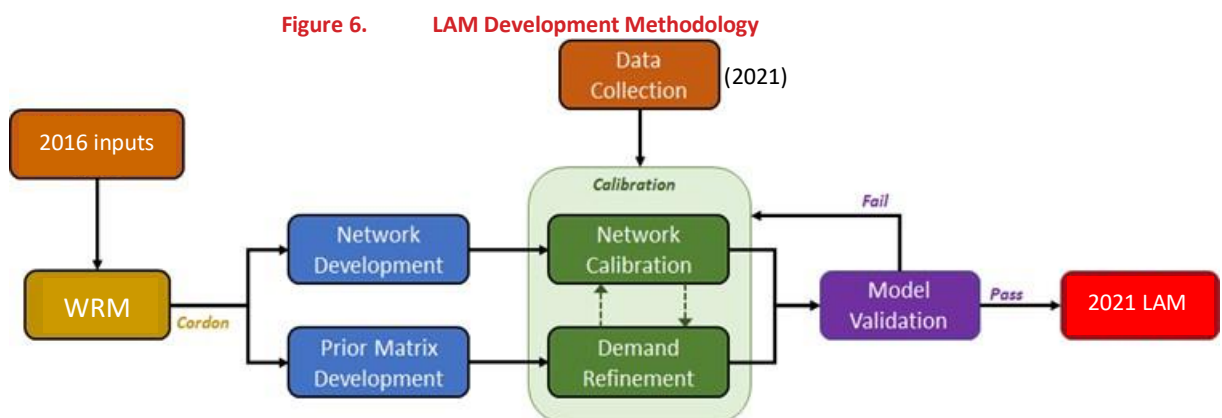 Figure 6. LAM Development Methodology
Data
Collection
(2021)
2016 inputs
Calibration
Fail
Network
Development
Network
Calibration
WRM
Cordon
Model
Validation
Pass
2021 LAM
Prior Matrix
Development
Demand
Refinement